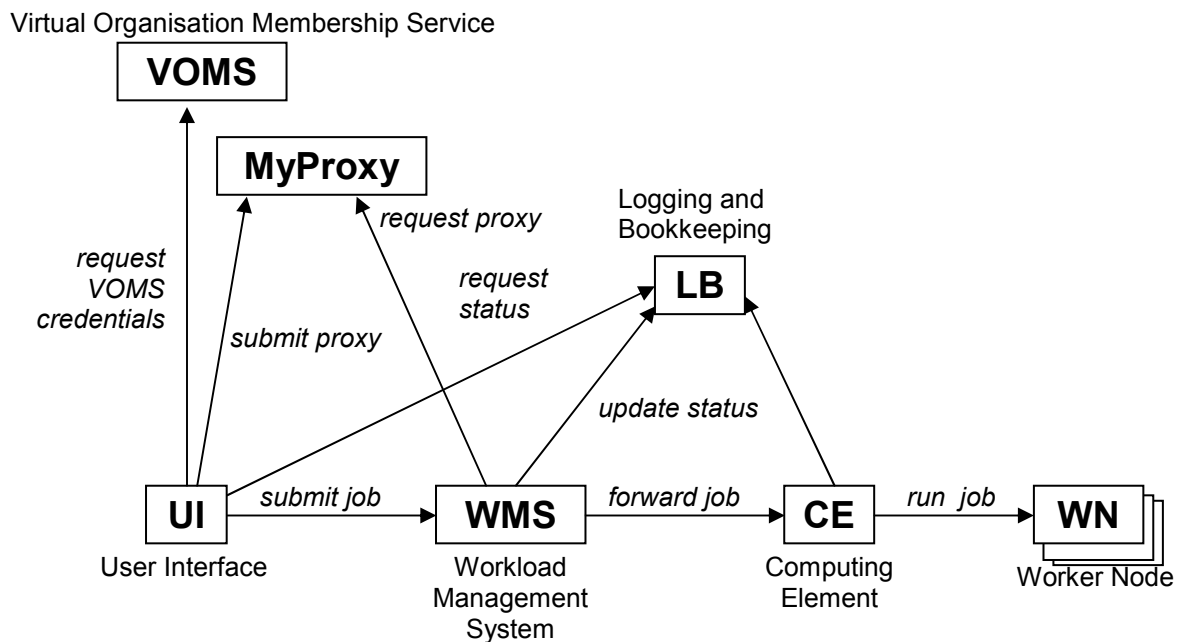 Virtual Organisation Membership Service
VOMS
MyProxy
request proxy
Logging and
Bookkeeping
LB
request
VOMS
credentials
request
status
submit proxy
update status
UI
submit job
WMS
forward job
CE
run job
WN
User Interface
Workload
Management
System
Computing
Element
Worker Node